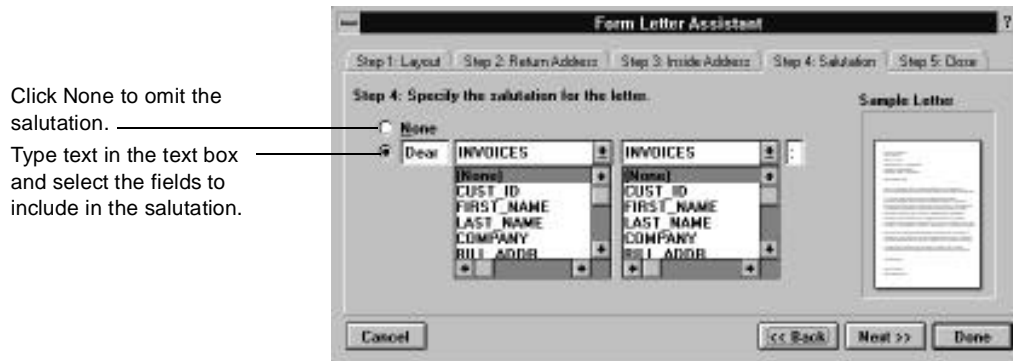 Form Letter Assistant ?
Step 1: Layout Step 2: Return Address Step 3: Inside Address Step 4: Salutation Step 5: Close
Step 4: Specify the salutation for the letter.
Sample Letter
Click None to omit the
salutation.
None
Type text in the text box
and select the fields to
include in the salutation.
Dear INVOICES INVOICES :
(None) (None)
CUST_ID CUST_ID
FIRST_NAME FIRST_NAME
LAST_NAME LAST_NAME
COMPANY COMPANY
BILL_ADDR BILL_ADDR
Cancel << Back Next >> Done